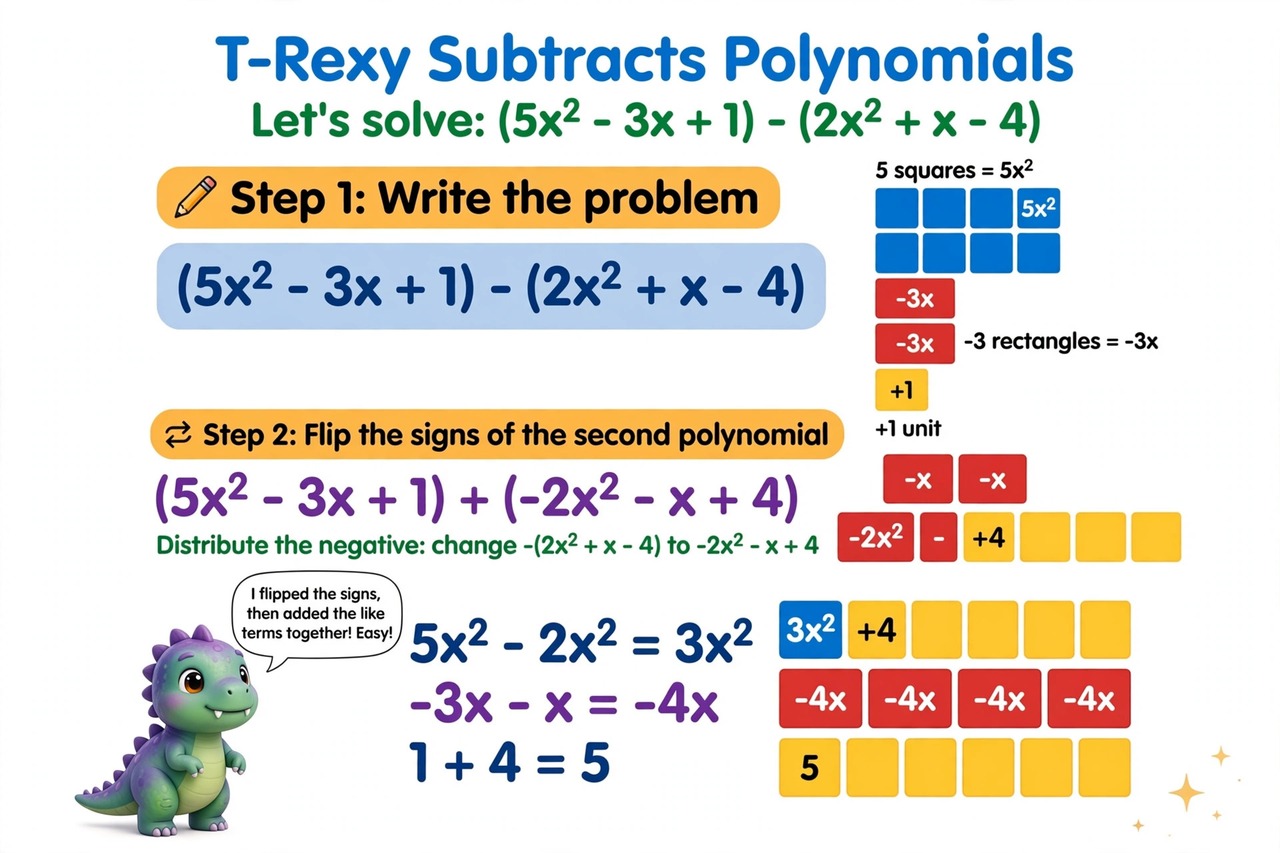 T-Rexy Subtracts Polynomials
Let's solve: (5x² - 3x + 1) - (2x² + x - 4)
Step 1: Write the problem
(5x² - 3x + 1) - (2x² + x - 4)
5 squares = 5x²
5x²
-3x
-3x
-3 rectangles = -3x
+1
+1 unit
Step 2: Flip the signs of the second polynomial
(5x² - 3x + 1) + (-2x² - x + 4)
Distribute the negative: change -(2x² + x - 4) to -2x² - x + 4
-x -x
-2x² - +4
I flipped the signs,
then added the like
terms together! Easy!
5x² - 2x² = 3x²
-3x - x = -4x
1 + 4 = 5
3x² +4
-4x -4x -4x -4x
5